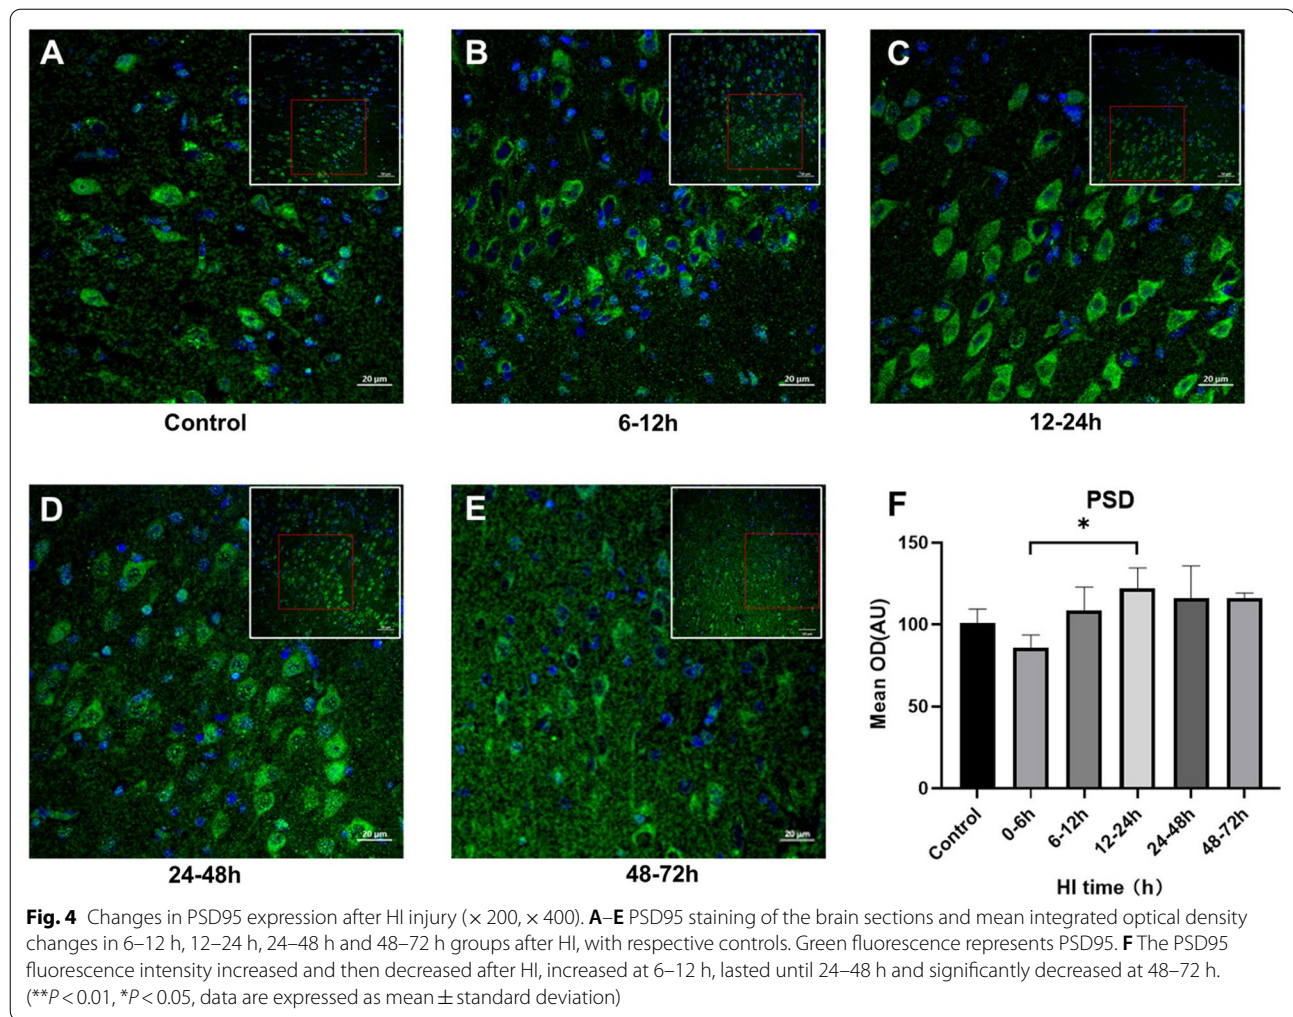 A
B
C
20 µm
20 µm
20 µm
Control
6-12h
12-24h
D
E
20 µm
20 µm
24-48h
48-72h
F
PSD
*
150
100
50
0
Mean OD(AU)
Control
0-6h
6-12h
12-24h
24-48h
48-72h
HI time (h)
Fig. 4 Changes in PSD95 expression after HI injury (× 200, × 400). A–E PSD95 staining of the brain sections and mean integrated optical density
changes in 6–12 h, 12–24 h, 24–48 h and 48–72 h groups after HI, with respective controls. Green fluorescence represents PSD95. F The PSD95
fluorescence intensity increased and then decreased after HI, increased at 6–12 h, lasted until 24–48 h and significantly decreased at 48–72 h.
(**P < 0.01, *P < 0.05, data are expressed as mean ± standard deviation)